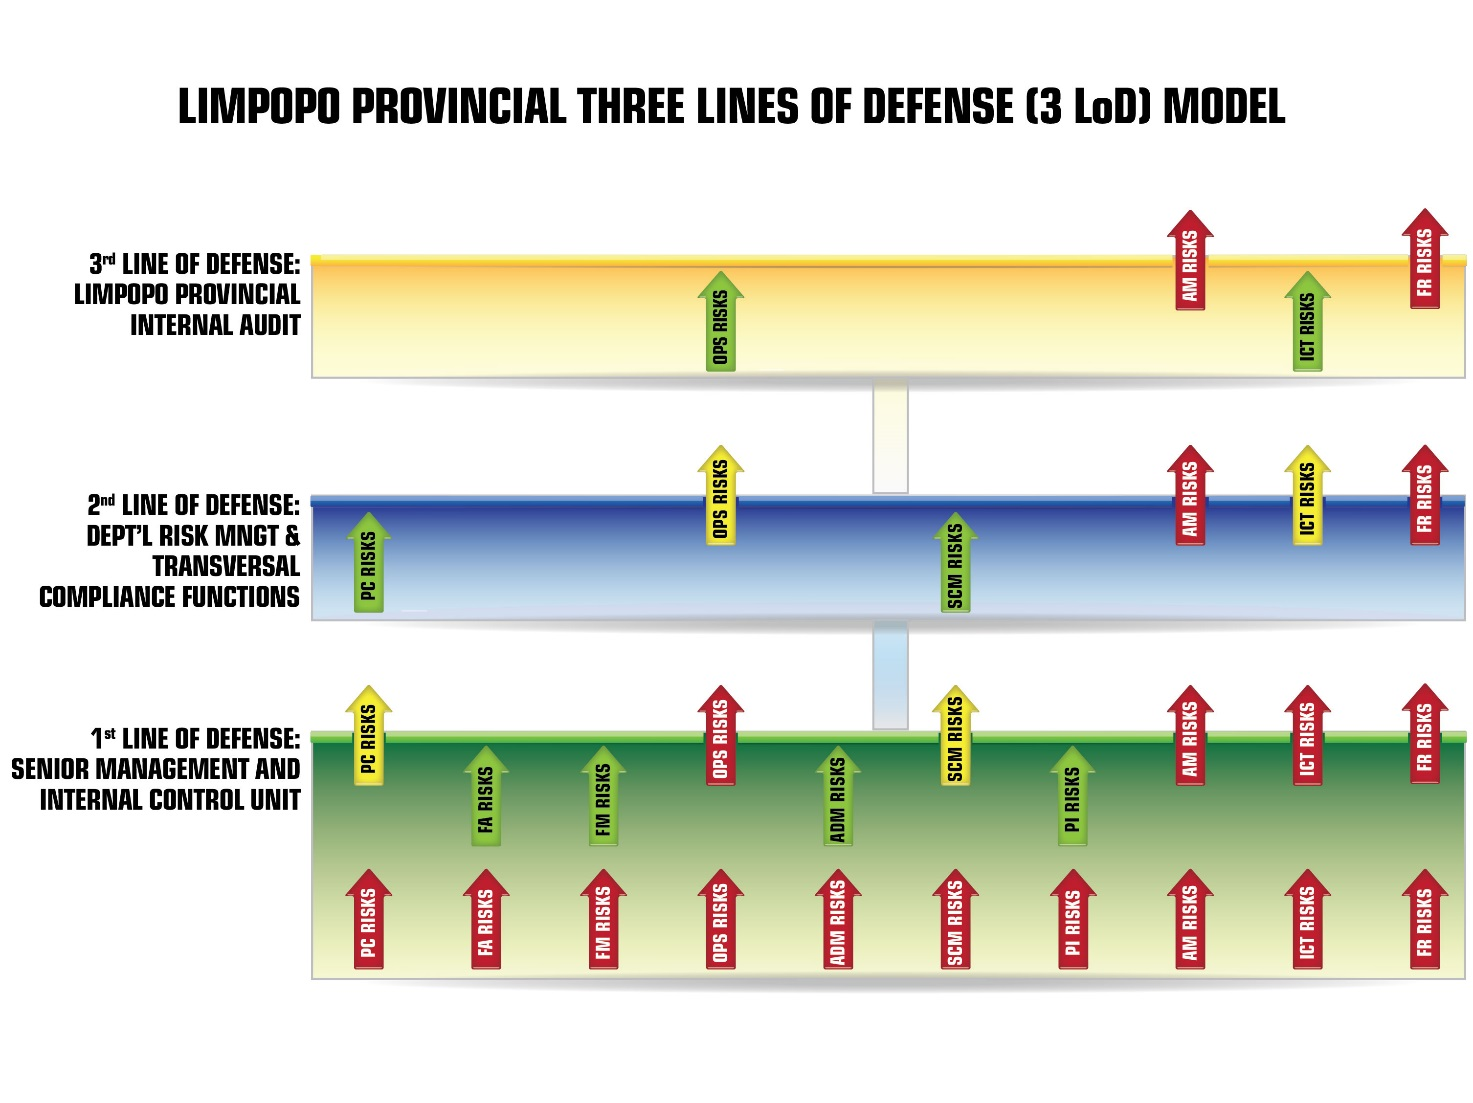 LIMPOPO PROVINCIAL THREE LINES OF DEFENSE (3 LoD) MODEL
3rd LINE OF DEFENSE:
LIMPOPO PROVINCIAL
INTERNAL AUDIT
OPS RISKS
AM RISKS
ICT RISKS
FR RISKS
2nd LINE OF DEFENSE:
DEPT'L RISK MNGT &
TRANSVERSAL
COMPLIANCE FUNCTIONS
PC RISKS
OPS RISKS
SCM RISKS
AM RISKS
ICT RISKS
FR RISKS
1st LINE OF DEFENSE:
SENIOR MANAGEMENT AND
INTERNAL CONTROL UNIT
PC RISKS
FA RISKS
FM RISKS
OPS RISKS
ADM RISKS
SCM RISKS
PI RISKS
AM RISKS
ICT RISKS
FR RISKS
PC RISKS
FA RISKS
FM RISKS
OPS RISKS
ADM RISKS
SCM RISKS
PI RISKS
AM RISKS
ICT RISKS
FR RISKS